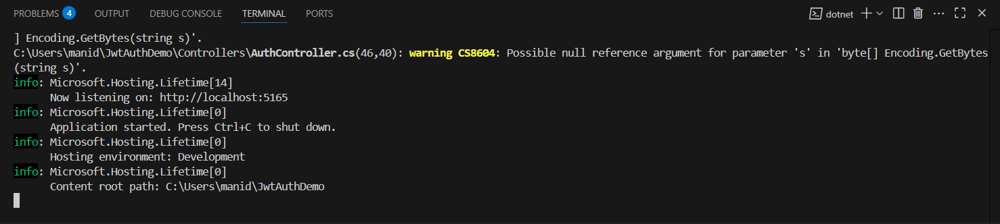 PROBLEMS 4 OUTPUT DEBUG CONSOLE TERMINAL PORTS dotnet
] Encoding.GetBytes(string s)'.
C:\Users\manid\JwtAuthDemo\Controllers\AuthController.cs(46,40): warning CS8604: Possible null reference argument for parameter 's' in 'byte[] Encoding.GetBytes
(string s)'.
info: Microsoft.Hosting.Lifetime[14]
Now listening on: http://localhost:5165
info: Microsoft.Hosting.Lifetime[0]
Application started. Press Ctrl+C to shut down.
info: Microsoft.Hosting.Lifetime[0]
Hosting environment: Development
info: Microsoft.Hosting.Lifetime[0]
Content root path: C:\Users\manid\JwtAuthDemo